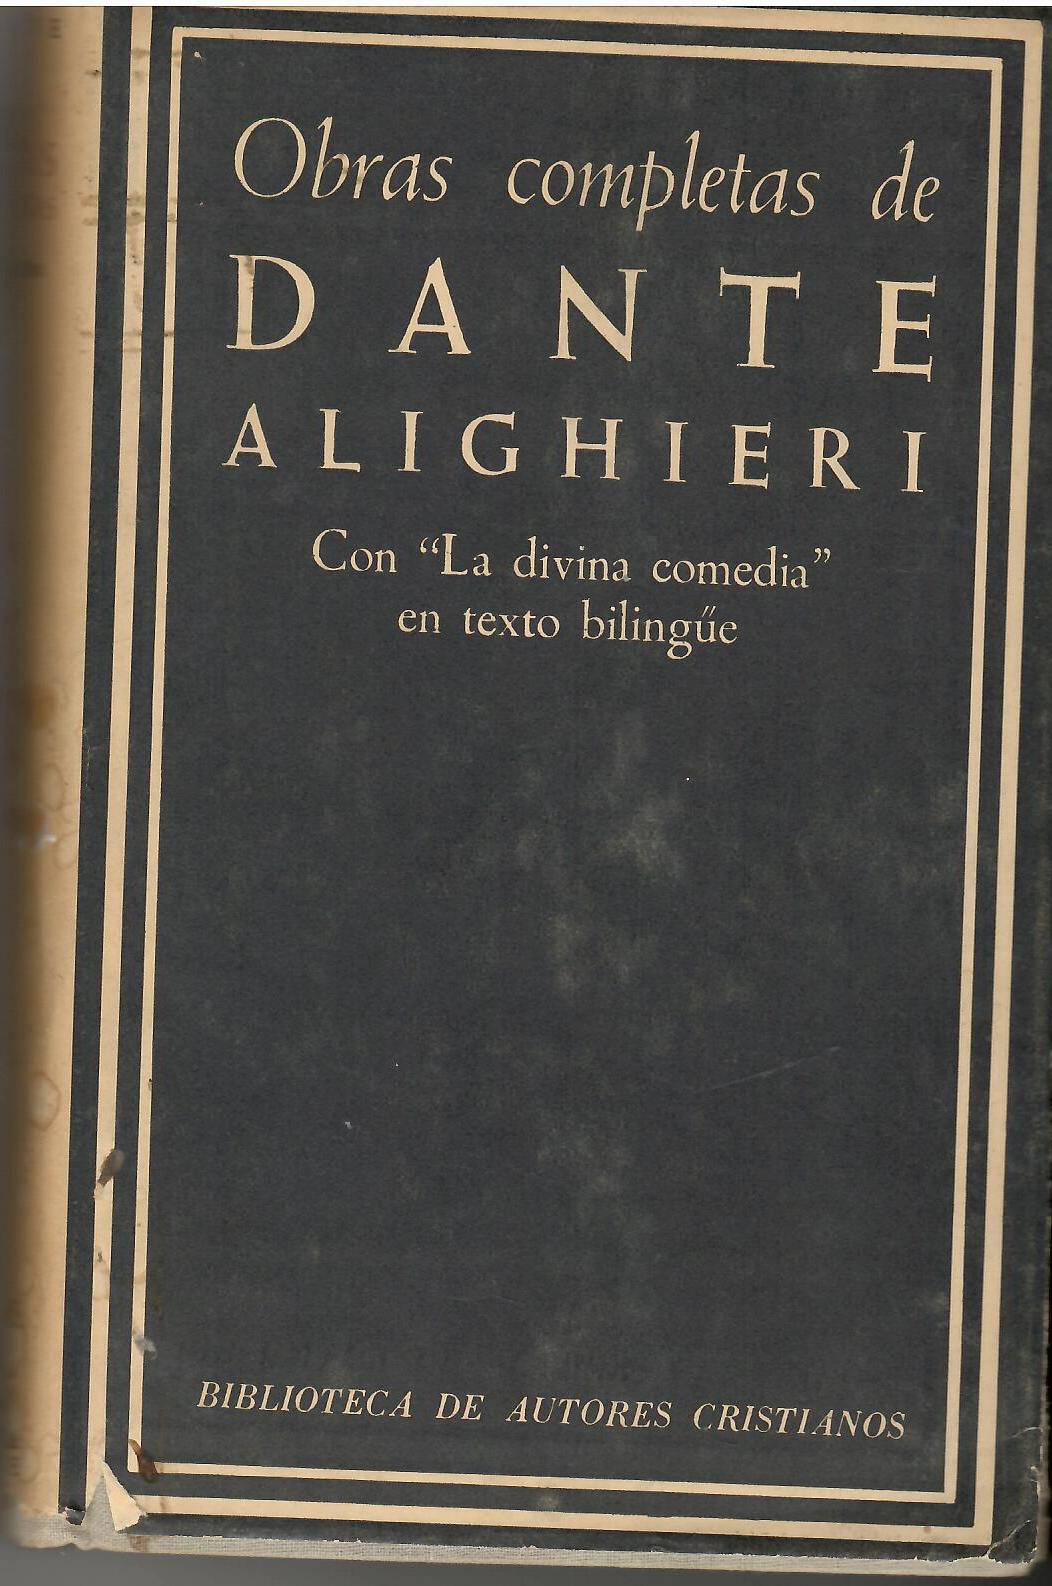 Obras completas de
DANTE
ALIGHIERI
Con “La divina comedia”
en texto bilingüe
BIBLIOTECA DE AUTORES CRISTIANOS